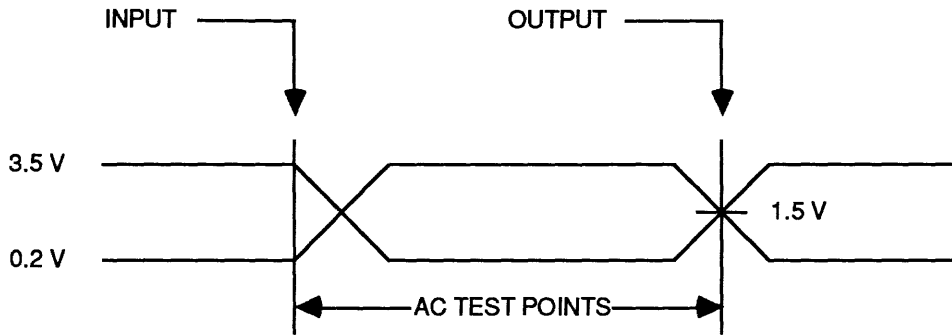 INPUT
OUTPUT
3.5 V
1.5 V
0.2 V
AC TEST POINTS